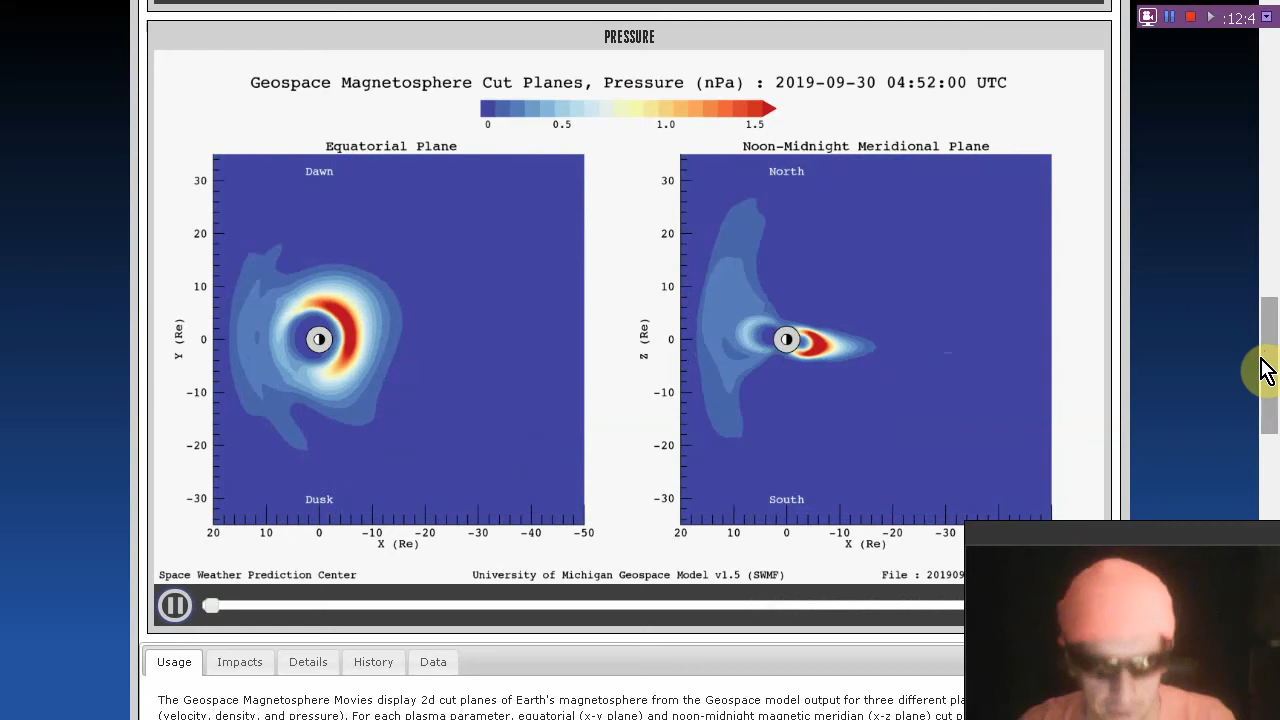 :12:4
PRESSURE
Geospace Magnetosphere Cut Planes, Pressure (nPa) : 2019-09-30 04:52:00 UTC
0 0.5 1.0 1.5
Equatorial Plane
Noon-Midnight Meridional Plane
Dawn
North
30
20
10
0
-10
-20
-30
Y (Re)
30
20
10
0
-10
-20
-30
Z (Re)
Dusk
South
20 10 0 -10 -20 -30 -40 -50
X (Re)
20 10 0 -10 -20 -30
X (Re)
Space Weather Prediction Center
University of Michigan Geospace Model v1.5 (SWMF)
File : 201909
Usage
Impacts
Details
History
Data
The Geospace Magnetosphere Movies display 2d cut planes of Earth's magnetosphere from the Geospace model output for three different
(velocity, density, and pressure). For each plasma parameter, equatorial (x-y plane) and noon-midnight magnetic meridian (x-z plane) cut